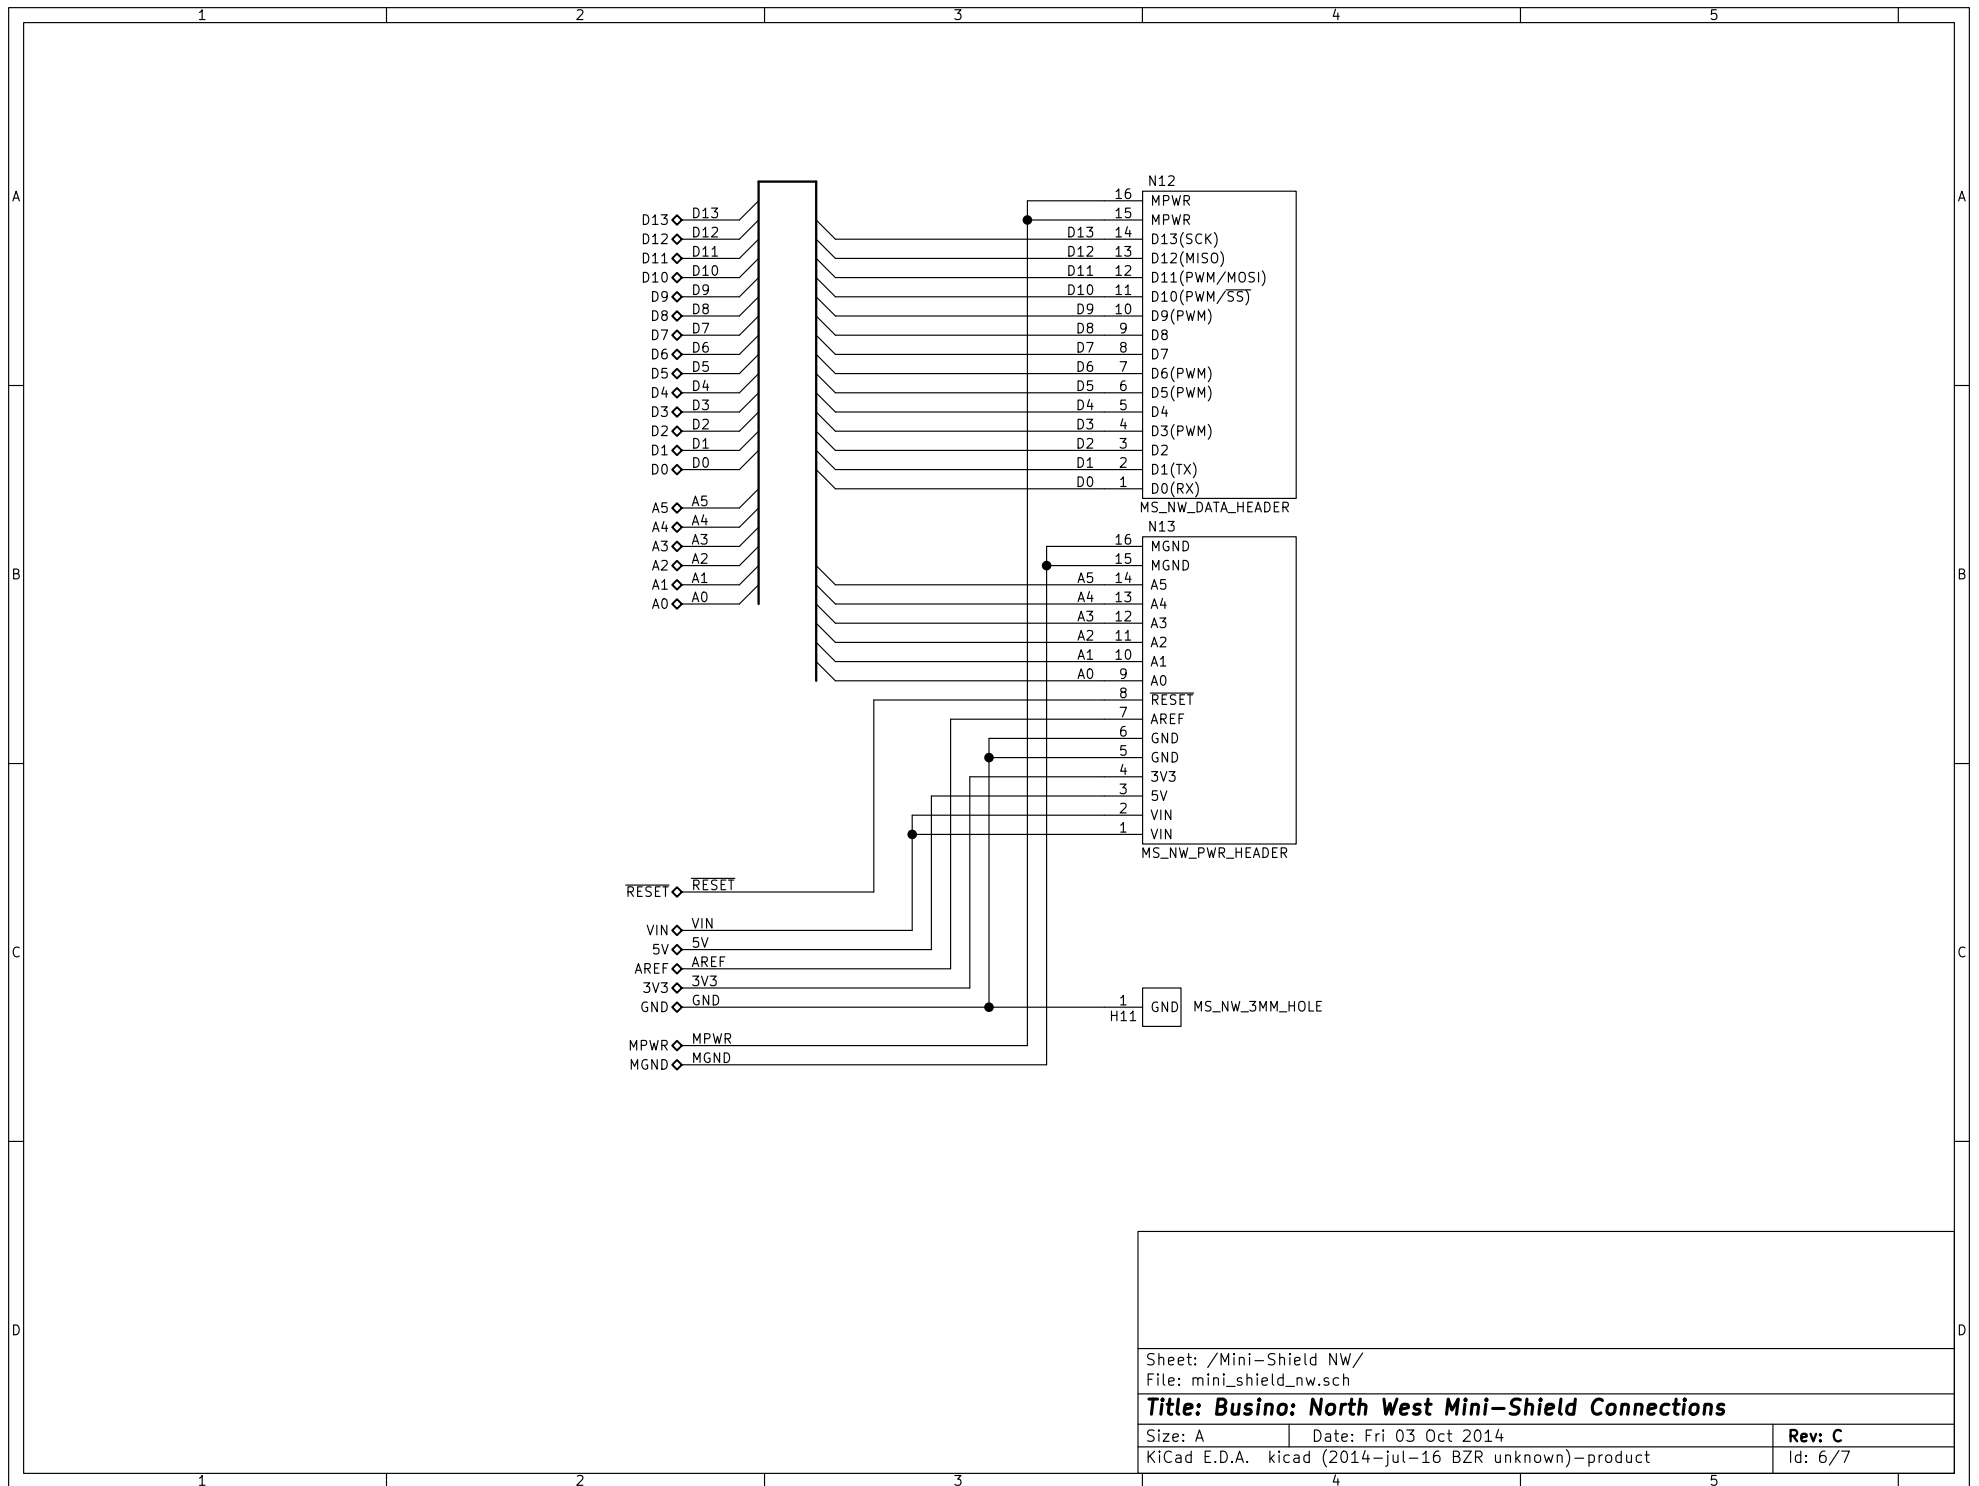 1 2 3 4 5
A A
B B
C C
D D
D13 D13
D12 D12
D11 D11
D10 D10
D9 D9
D8 D8
D7 D7
D6 D6
D5 D5
D4 D4
D3 D3
D2 D2
D1 D1
D0 D0
A5 A5
A4 A4
A3 A3
A2 A2
A1 A1
A0 A0
RESET RESET
VIN VIN
5V 5V
AREF AREF
3V3 3V3
GND GND
MPWR MPWR
MGND MGND
N12
16 MPWR
15 MPWR
D13 14 D13(SCK)
D12 13 D12(MISO)
D11 12 D11(PWM/MOSI)
D10 11 D10(PWM/SS)
D9 10 D9(PWM)
D8 9 D8
D7 8 D7
D6 7 D6(PWM)
D5 6 D5(PWM)
D4 5 D4
D3 4 D3(PWM)
D2 3 D2
D1 2 D1(TX)
D0 1 D0(RX)
MS_NW_DATA_HEADER
N13
16 MGND
15 MGND
A5 14 A5
A4 13 A4
A3 12 A3
A2 11 A2
A1 10 A1
A0 9 A0
8 RESET
7 AREF
6 GND
5 GND
4 3V3
3 5V
2 VIN
1 VIN
MS_NW_PWR_HEADER
1 GND MS_NW_3MM_HOLE
H11
Sheet: /Mini-Shield NW/
File: mini_shield_nw.sch
Title: Busino: North West Mini-Shield Connections
Size: A Date: Fri 03 Oct 2014 Rev: C
KiCad E.D.A. kicad (2014-jul-16 BZR unknown)-product Id: 6/7
1 2 3 4 5